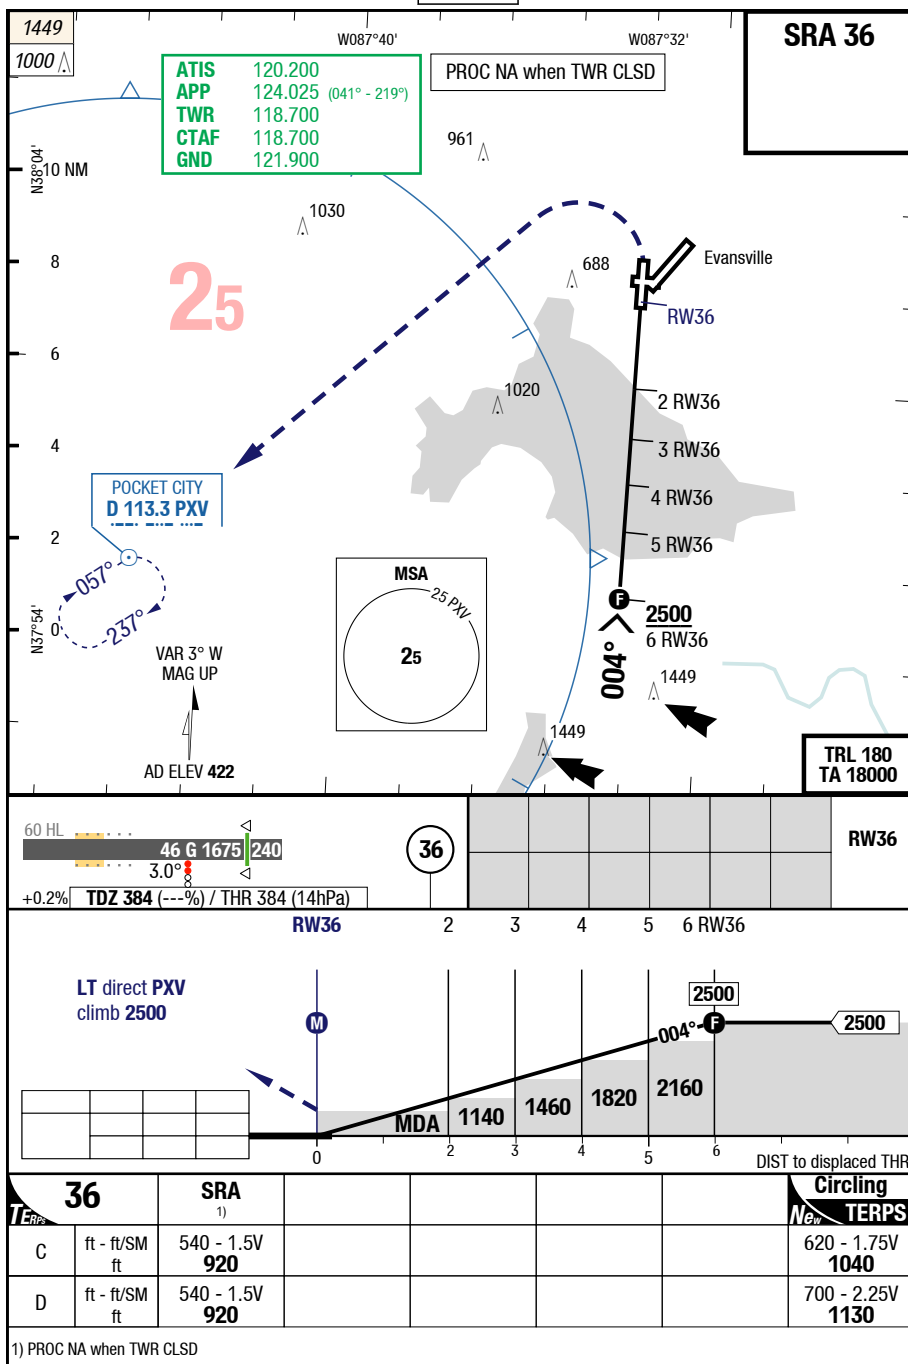 1449
1000
W087°40'
W087°32'
SRA 36
ATIS 120.200
APP 124.025 (041° - 219°)
TWR 118.700
CTAF 118.700
GND 121.900
PROC NA when TWR CLSD
N38°04'
10 NM
961
1030
8
25
688
Evansville
RW36
6
1020
2 RW36
3 RW36
4
4 RW36
POCKET CITY
D 113.3 PXV
2
5 RW36
057°
237°
MSA
25 PXV
25
F
2500
6 RW36
N37°54'
0
004°
VAR 3° W
MAG UP
1449
1449
AD ELEV 422
TRL 180
TA 18000
60 HL
46 G 1675 240
3.0°
+0.2%
TDZ 384 (---%) / THR 384 (14hPa)
36
RW36
RW36 2 3 4 5 6 RW36
LT direct PXV
climb 2500
M
2500
004°
F
2500
MDA 1140 1460 1820 2160
0 2 3 4 5 6
DIST to displaced THR
TERPS
36
SRA
1)
Circling
New TERPS
C ft - ft/SM 540 - 1.5V 620 - 1.75V
ft 920 1040
D ft - ft/SM 540 - 1.5V 700 - 2.25V
ft 920 1130
1) PROC NA when TWR CLSD